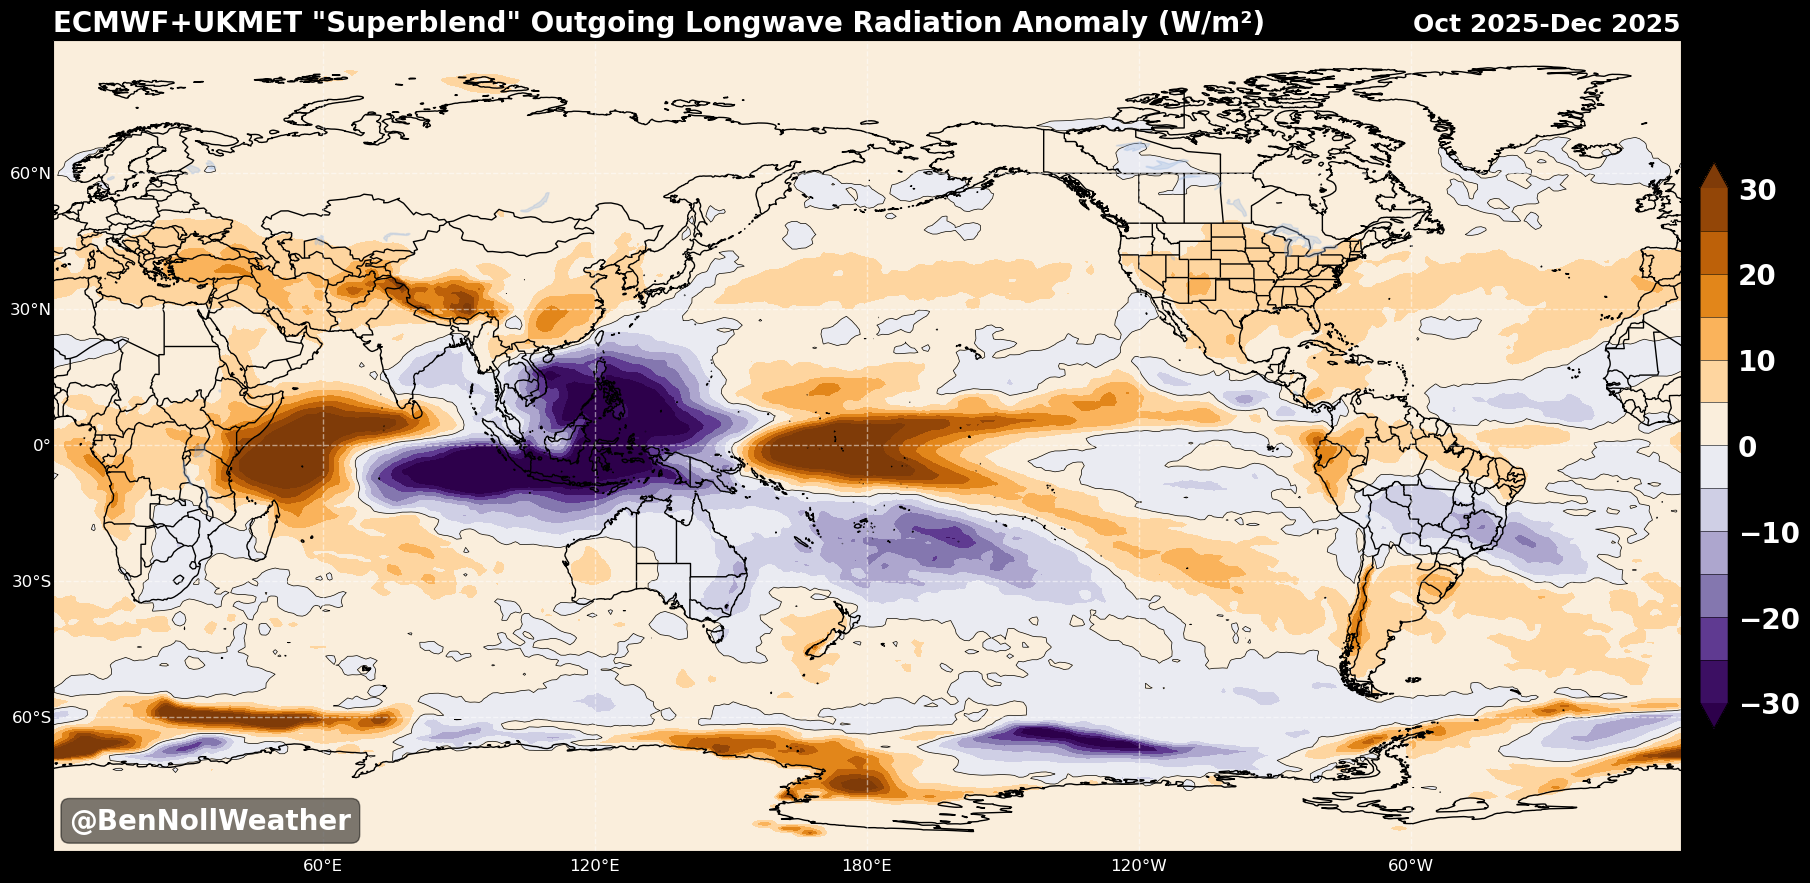 ECMWF+UKMET "Superblend" Outgoing Longwave Radiation Anomaly (W/m²)
Oct 2025-Dec 2025
60°N
30°N
0°
30°S
60°S
60°E
120°E
180°E
120°W
60°W
30
20
10
0
−10
−20
−30
@BenNollWeather